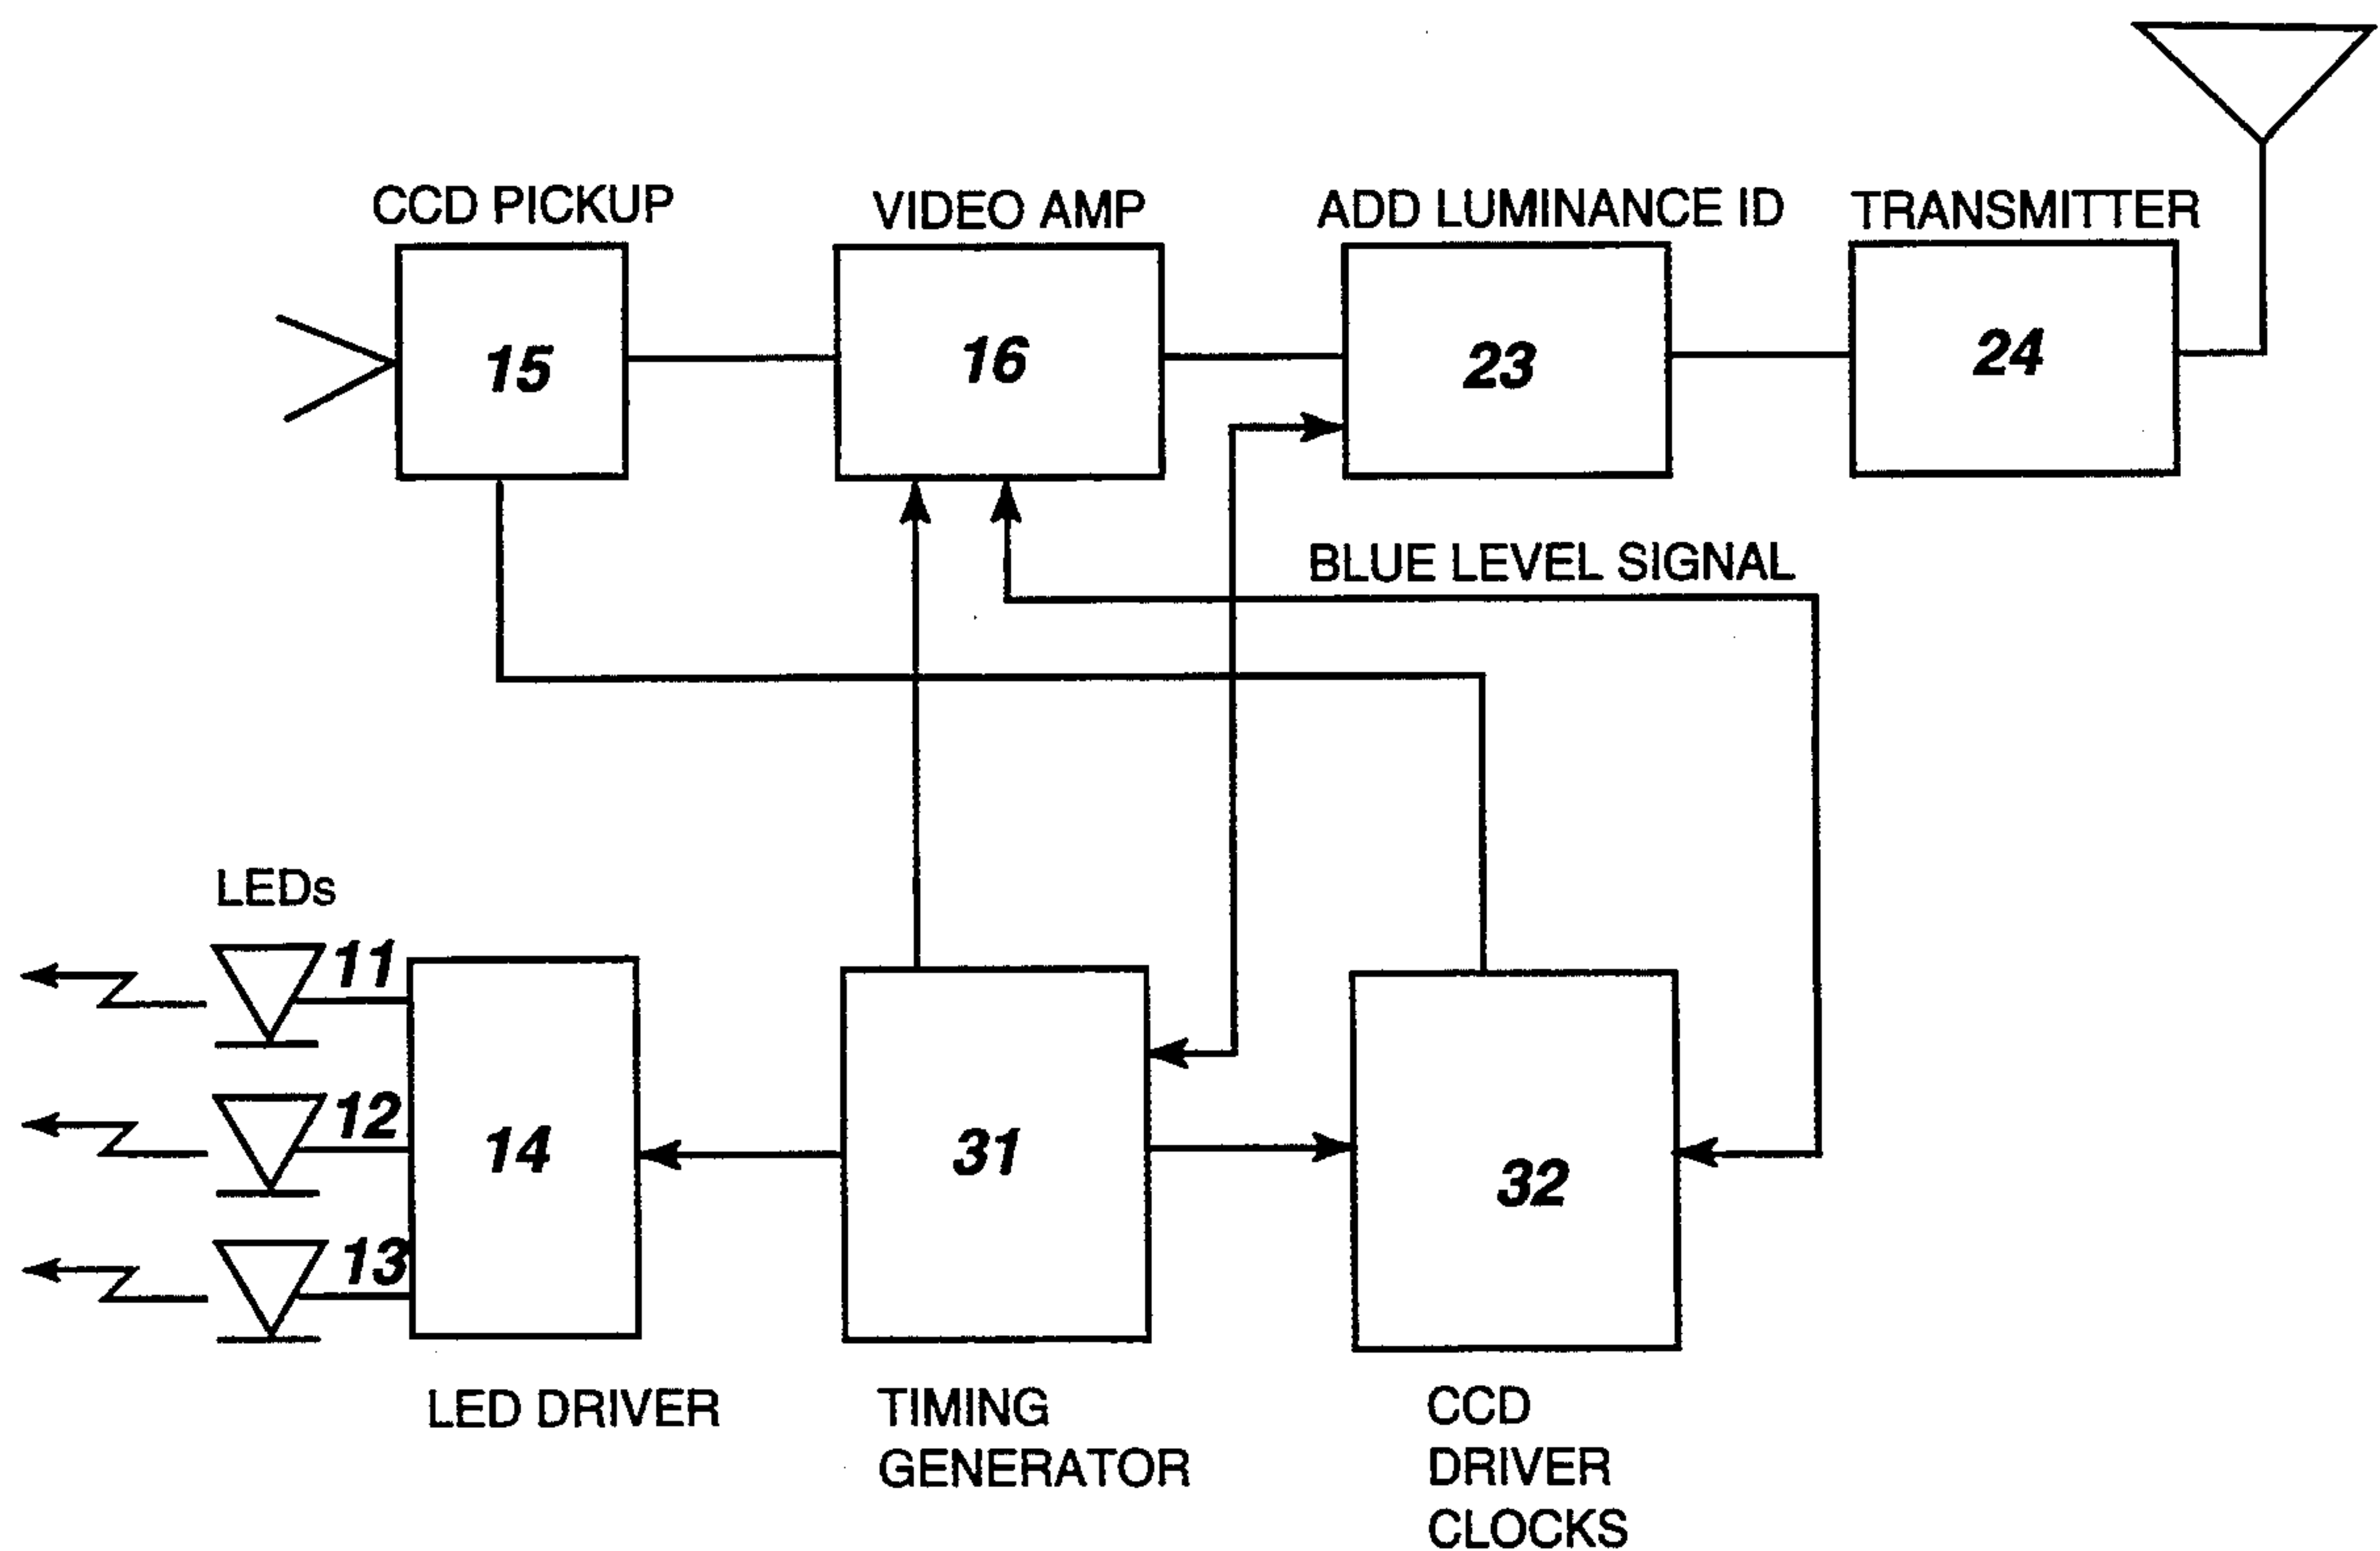 CCD PICKUP
VIDEO AMP
ADD LUMINANCE ID
TRANSMITTER
15
16
23
24
BLUE LEVEL SIGNAL
LEDs
11
12
13
14
31
32
LED DRIVER
TIMING
GENERATOR
CCD
DRIVER
CLOCKS